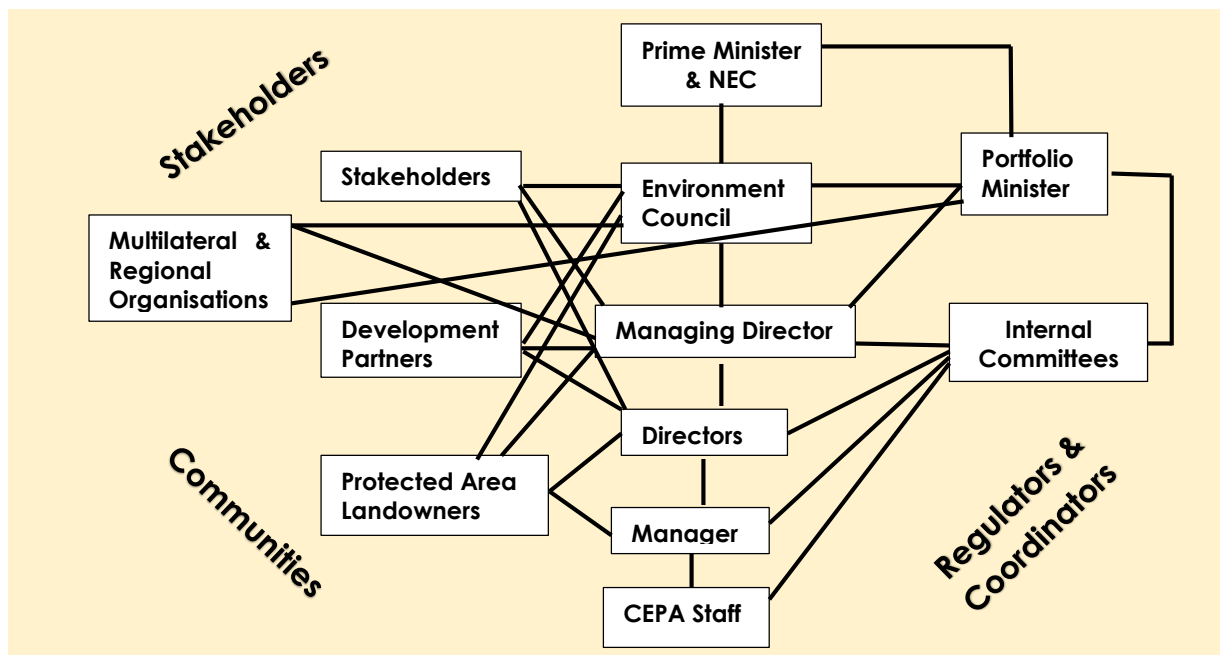 Stakeholders
Prime Minister
& NEC
Stakeholders
Environment
Council
Portfolio
Minister
Multilateral &
Regional
Organisations
Development
Partners
Managing Director
Internal
Committees
Directors
Communities
Protected Area
Landowners
Manager
Regulators &
Coordinators
CEPA Staff